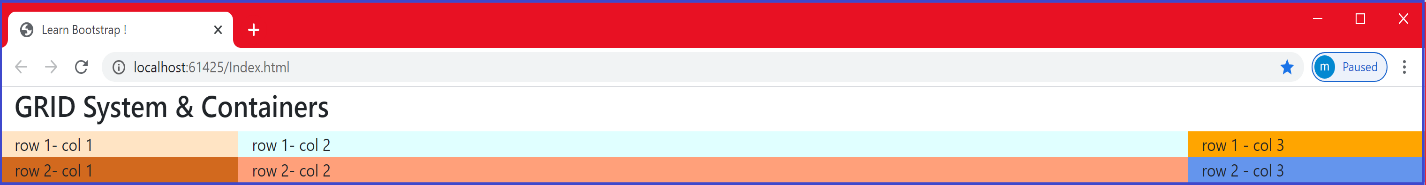 Learn Bootstrap !
localhost:61425/Index.html
m Paused
GRID System & Containers
row 1- col 1 row 1- col 2 row 1 - col 3
row 2- col 1 row 2- col 2 row 2 - col 3